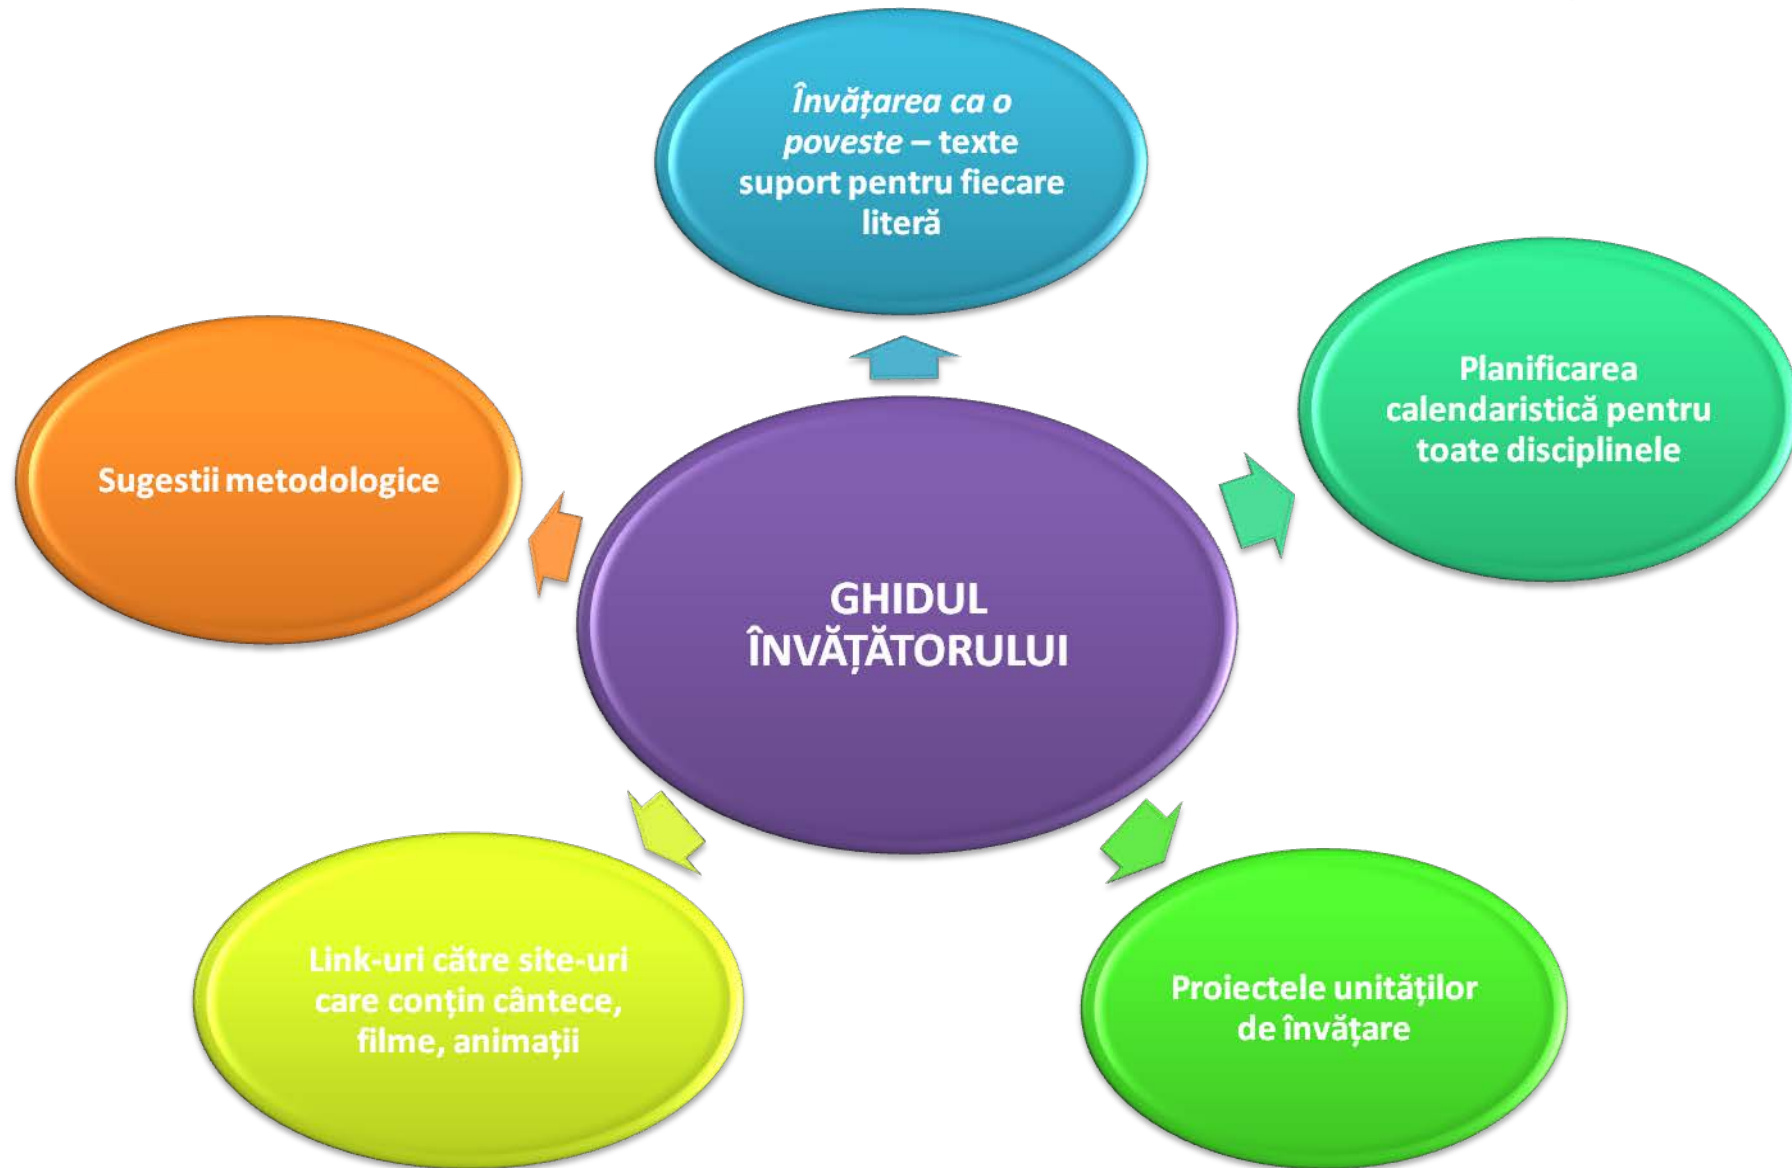 Învățarea ca o
poveste – texte
suport pentru fiecare
literă
Planificarea
calendaristică pentru
toate disciplinele
Sugestii metodologice
GHIDUL
ÎNVĂȚĂTORULUI
Link-uri către site-uri
care conțin cântece,
filme, animații
Proiectele unităților
de învățare